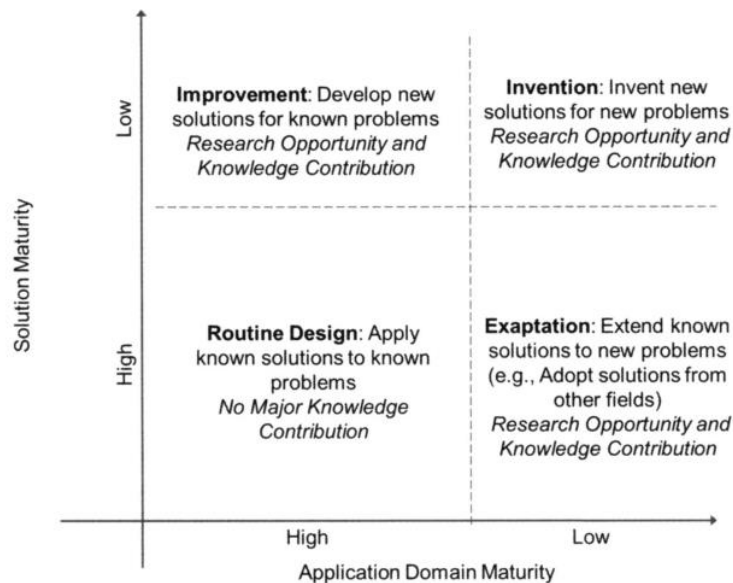 Solution Maturity
Low
High
Improvement: Develop new
solutions for known problems
Research Opportunity and
Knowledge Contribution
Invention: Invent new
solutions for new problems
Research Opportunity and
Knowledge Contribution
Routine Design: Apply
known solutions to known
problems
No Major Knowledge
Contribution
Exaptation: Extend known
solutions to new problems
(e.g., Adopt solutions from
other fields)
Research Opportunity and
Knowledge Contribution
High
Low
Application Domain Maturity